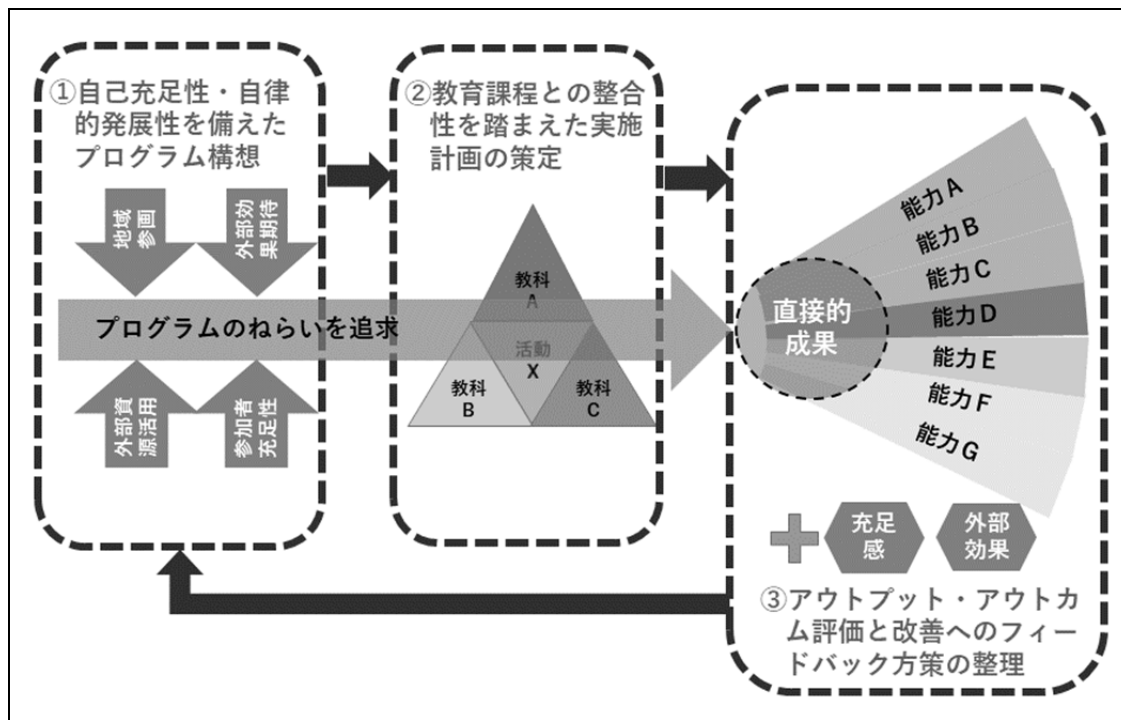 ①自己充足性・自律
的発展性を備えた
プログラム構想
地域
参画
外部効
果期待
プログラムのねらいを追求
外部資
源活用
参加者
充足性
②教育課程との整合
性を踏まえた実施
計画の策定
教科
A
活動
X
教科
B
教科
C
直接的
成果
能力A
能力B
能力C
能力D
能力E
能力F
能力G
充足
感
外部
効果
③アウトプット・アウトカ
ム評価と改善へのフィー
ドバック方策の整理